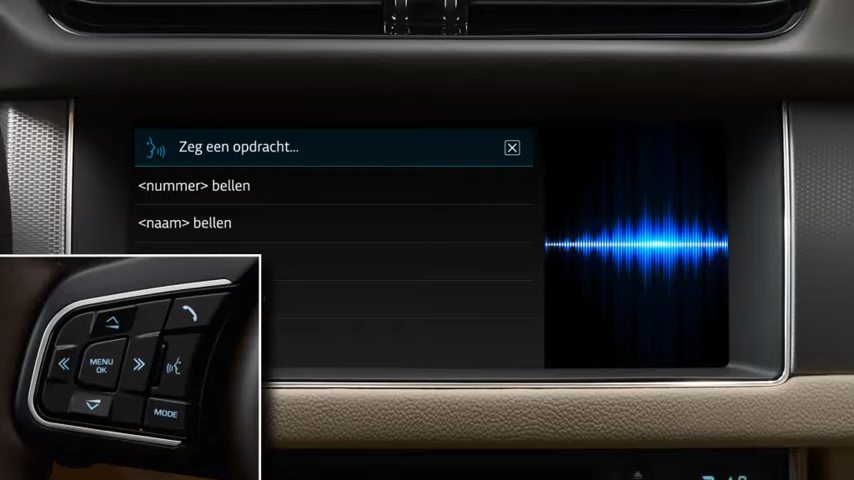 Zeg een opdracht...
<nummer> bellen
<naam> bellen
MENU
OK
MODE